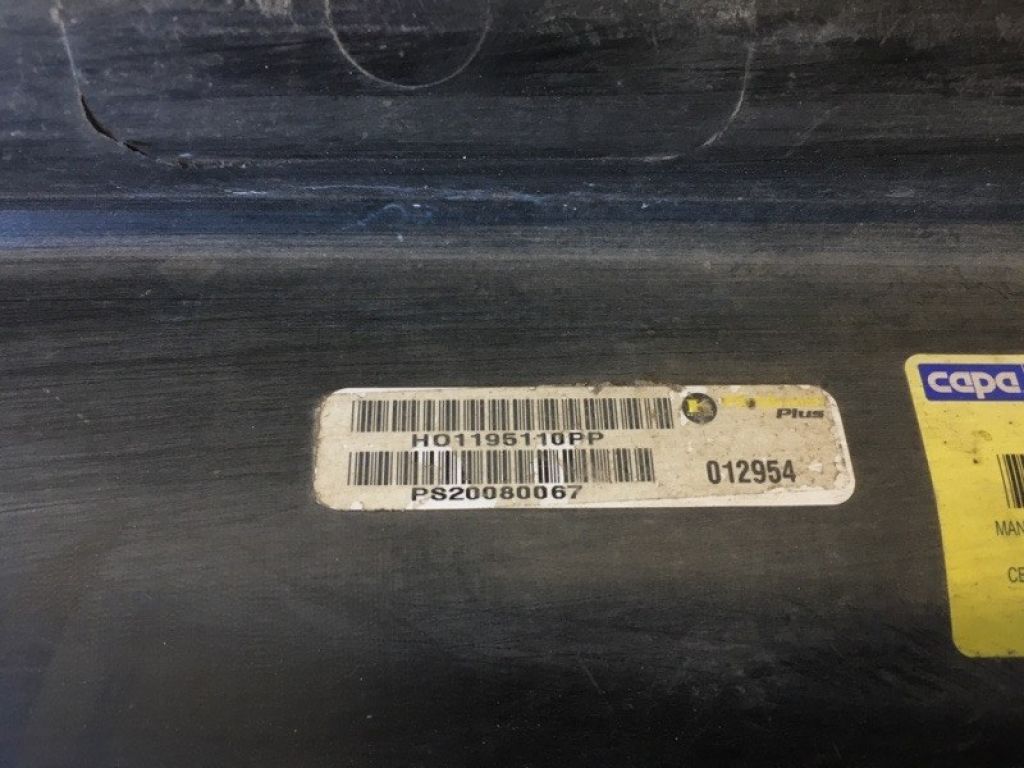 HO1195110PP
Plus
PS20080067
012954
capa
MAN
CE